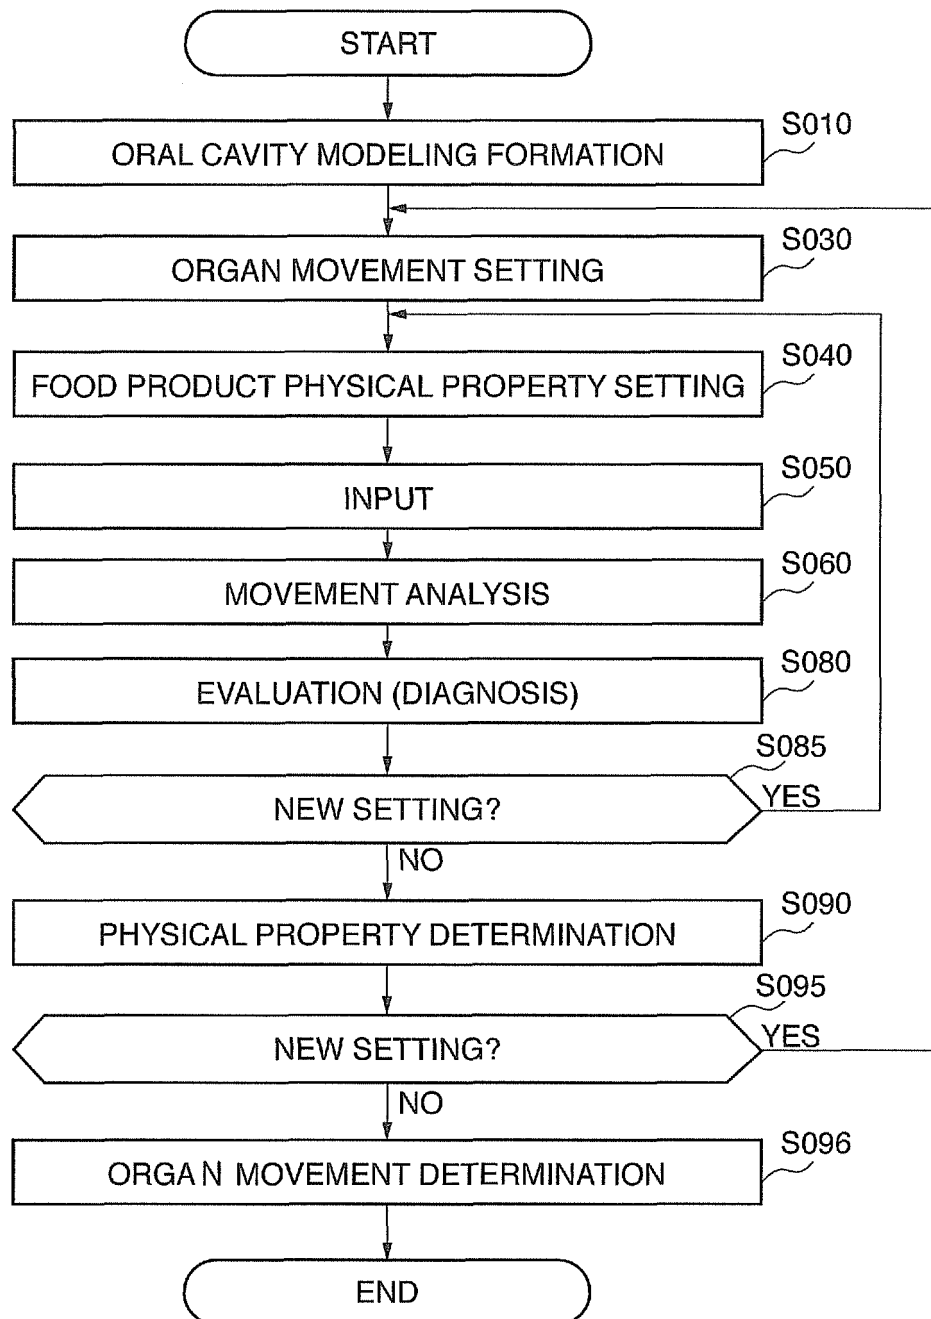 START
S010
ORAL CAVITY MODELING FORMATION
S030
ORGAN MOVEMENT SETTING
S040
FOOD PRODUCT PHYSICAL PROPERTY SETTING
S050
INPUT
S060
MOVEMENT ANALYSIS
S080
EVALUATION (DIAGNOSIS)
S085
NEW SETTING?
YES
NO
S090
PHYSICAL PROPERTY DETERMINATION
S095
NEW SETTING?
YES
NO
S096
ORGAN MOVEMENT DETERMINATION
END